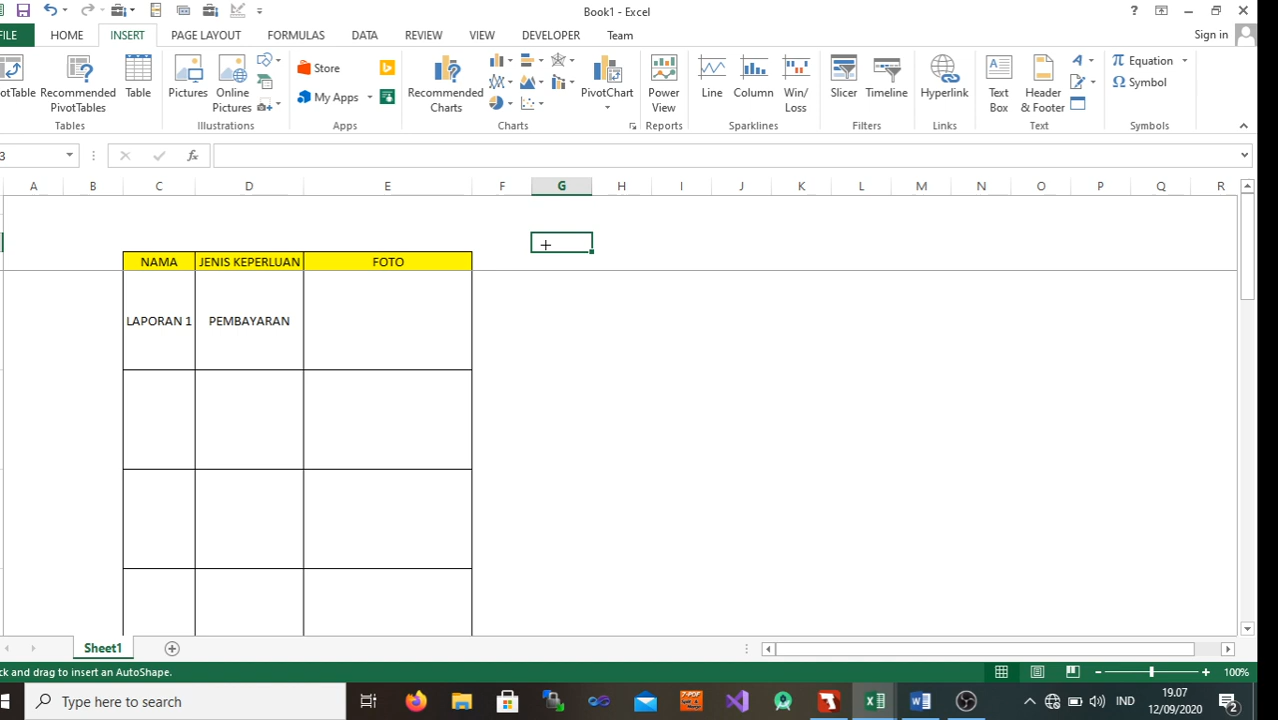 Book1 - Excel
?
FILE HOME INSERT PAGE LAYOUT FORMULAS DATA REVIEW VIEW DEVELOPER Team Sign in
Recommended PivotTables
Table
Pictures
Online Pictures
Store
My Apps
Recommended Charts
PivotChart
Power View
Line
Column
Win/ Loss
Slicer
Timeline
Hyperlink
Text Box
Header & Footer
Equation
Symbol
Tables Illustrations Apps Charts Reports Sparklines Filters Links Text Symbols
3 fx
A B C D E F G H I J K L M N O P Q R
NAMA JENIS KEPERLUAN FOTO
LAPORAN 1 PEMBAYARAN
Sheet1
ck and drag to insert an AutoShape. 100%
Type here to search IND 19.07
12/09/2020 2